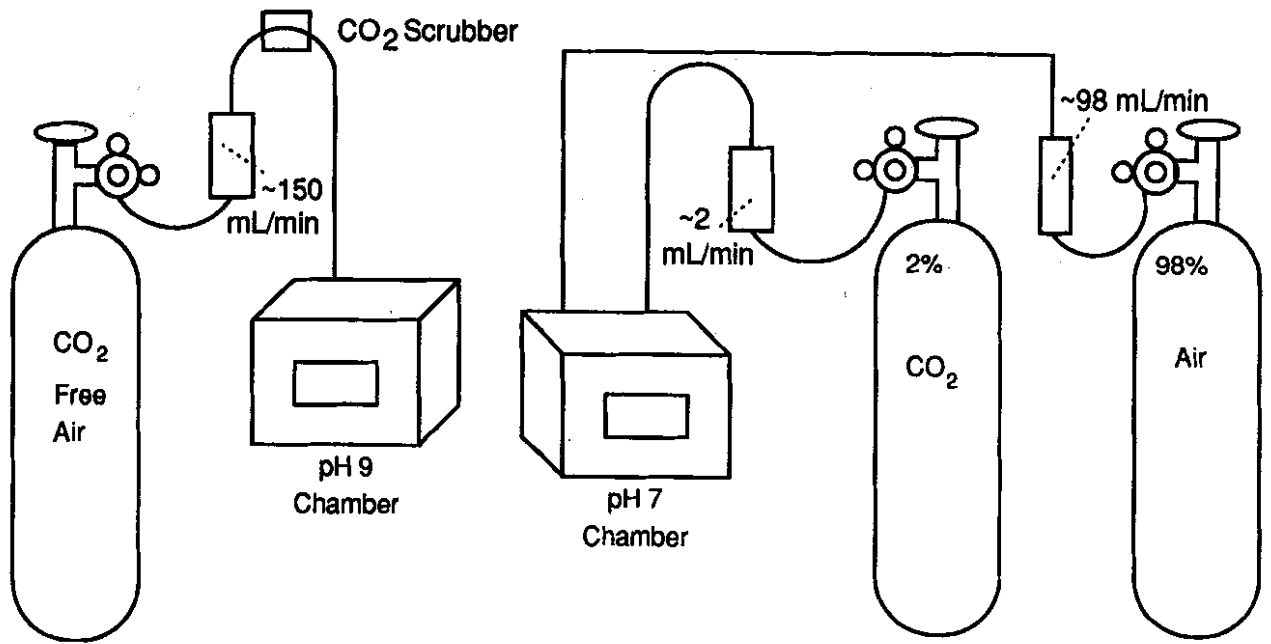 CO2 Scrubber
~150
mL/min
CO2
Free
Air
pH 9
Chamber
~98 mL/min
~2
mL/min
2%
CO2
98%
Air
pH 7
Chamber